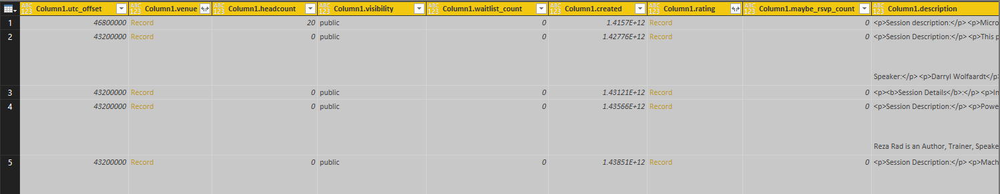 ABC 123 Column1.utc_offset ABC 123 Column1.venue ABC 123 Column1.headcount ABC 123 Column1.visibility ABC 123 Column1.waitlist_count ABC 123 Column1.created ABC 123 Column1.rating ABC 123 Column1.maybe_rsvp_count ABC 123 Column1.description
1 46800000 Record 20 public 0 1.4157E+12 Record 0 <p>Session description:</p> <p>Micro
2 43200000 Record 0 public 0 1.42776E+12 Record 0 <p>Session Description:</p> <p>This p
Speaker:</p> <p>Darryl Wolfaardt</p>
3 43200000 Record 0 public 0 1.43121E+12 Record 0 <p><b>Session Details</b>:</p> <p>In
4 43200000 Record 0 public 0 1.43566E+12 Record 0 <p>Session Description:</p> <p>Powe
Reza Rad is an Author, Trainer, Speake
5 43200000 Record 0 public 0 1.43851E+12 Record 0 <p>Session Description:</p> <p>Mach